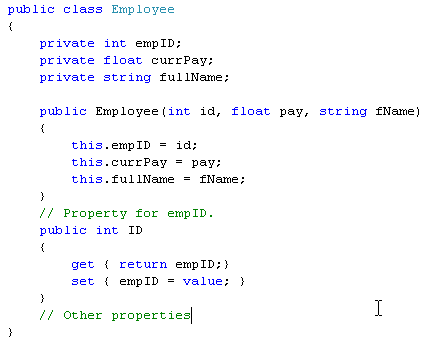 public class Employee
{
    private int empID;
    private float currPay;
    private string fullName;

    public Employee(int id, float pay, string fName)
    {
        this.empID = id;
        this.currPay = pay;
        this.fullName = fName;
    }
    // Property for empID.
    public int ID
    {
        get { return empID;}
        set { empID = value; }
    }
    // Other properties
}